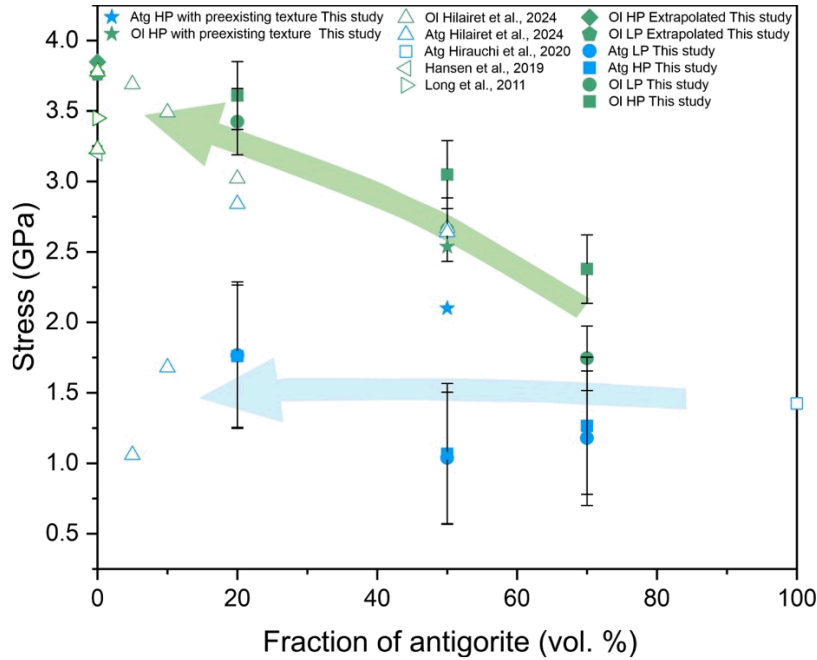 Atg HP with preexisting texture This study
Ol HP with preexisting texture This study
Ol Hilairet et al., 2024
Atg Hilairet et al., 2024
Atg Hirauchi et al., 2020
Hansen et al., 2019
Long et al., 2011
Ol HP Extrapolated This study
Ol LP Extrapolated This study
Atg LP This study
Atg HP This study
Ol LP This study
Ol HP This study
Stress (GPa)
4.0
3.5
3.0
2.5
2.0
1.5
1.0
0.5
0 20 40 60 80 100
Fraction of antigorite (vol. %)